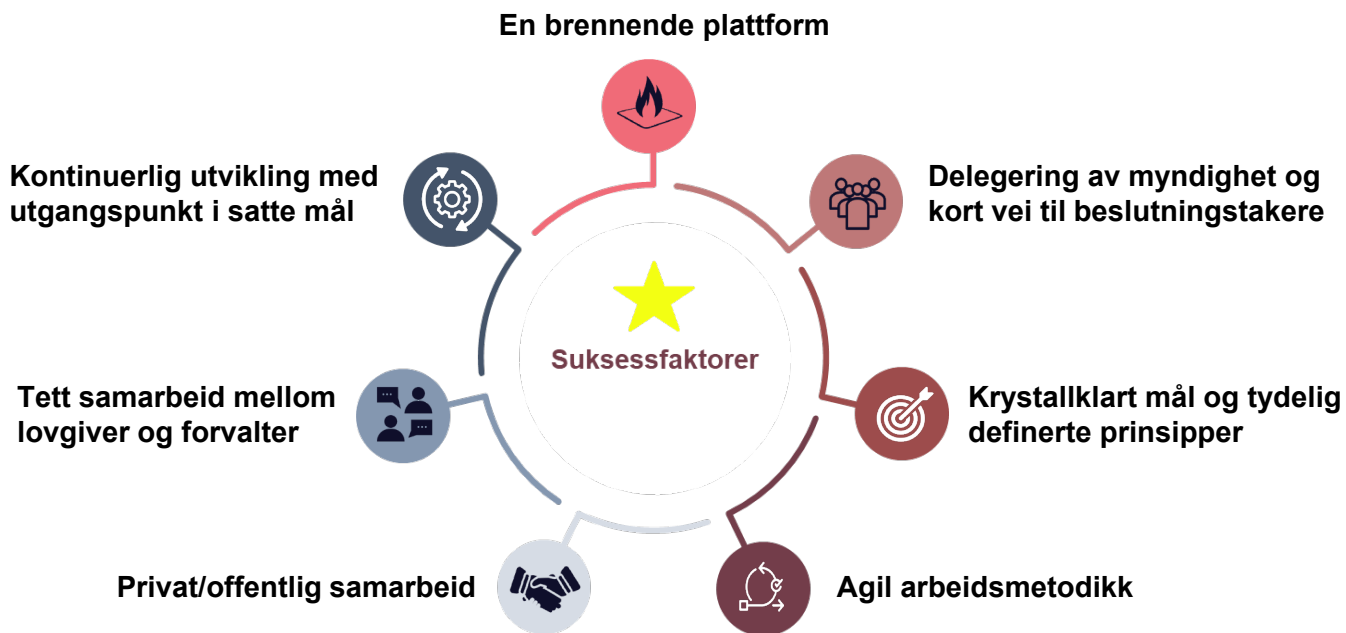 En brennende plattform
Kontinuerlig utvikling med
utgangspunkt i satte mål
Delegering av myndighet og
kort vei til beslutningstakere
Suksessfaktorer
Tett samarbeid mellom
lovgiver og forvalter
Krystallklart mål og tydelig
definerte prinsipper
Privat/offentlig samarbeid
Agil arbeidsmetodikk